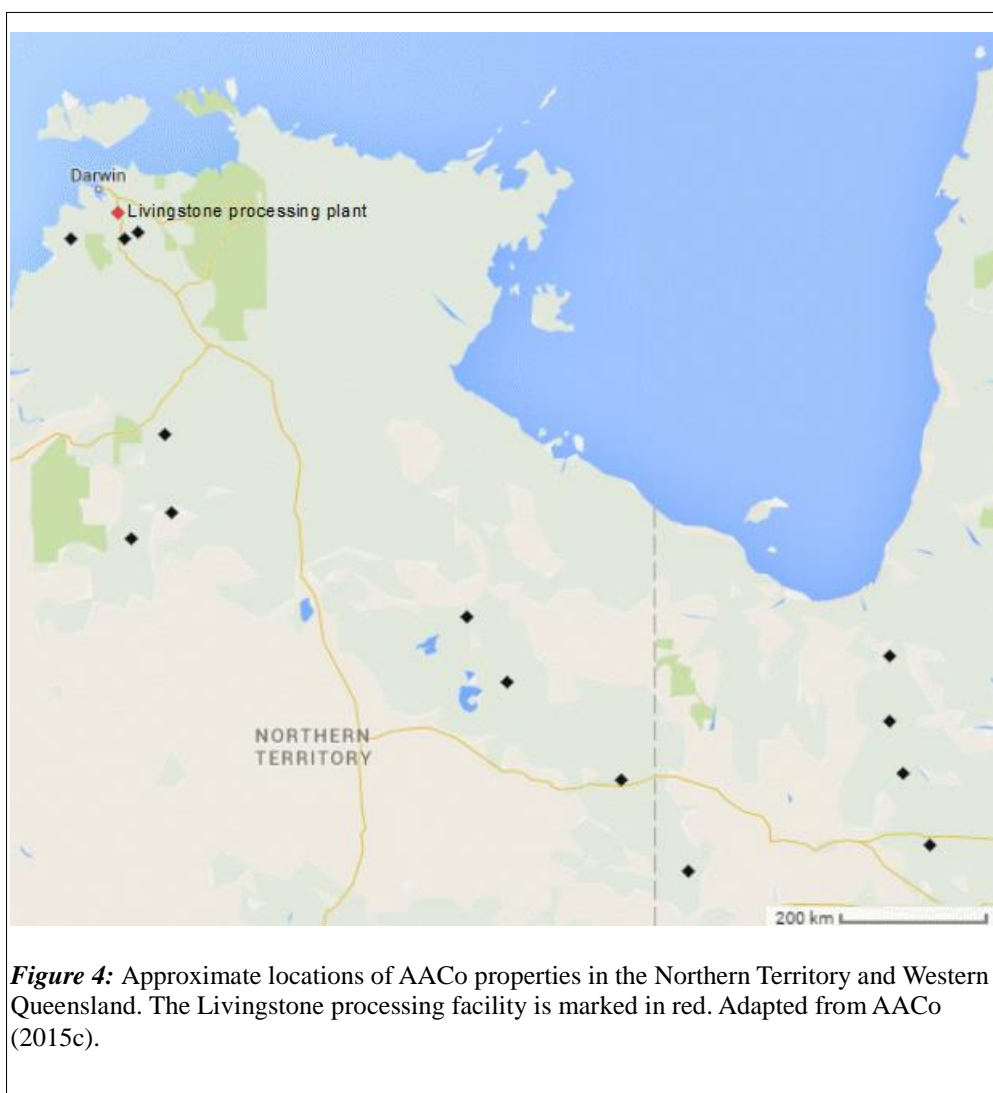 Darwin
Livingstone processing plant
NORTHERN
TERRITORY
200 km
Figure 4: Approximate locations of AACo properties in the Northern Territory and Western
Queensland. The Livingstone processing facility is marked in red. Adapted from AACo
(2015c).